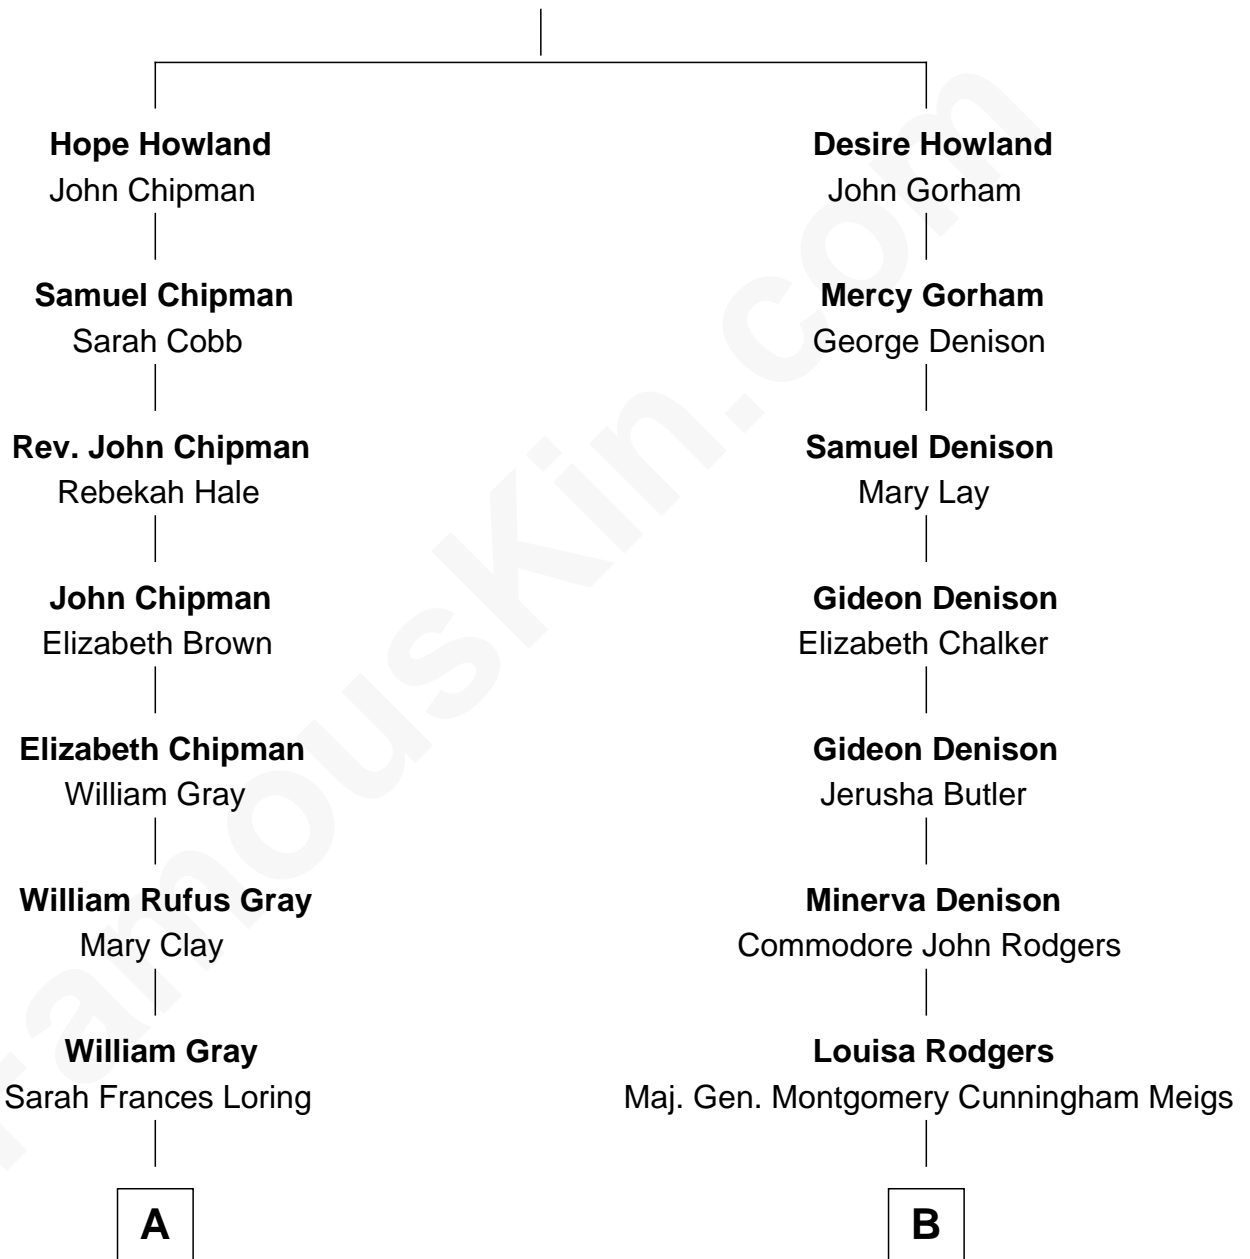 Hope Howland
John Chipman
Desire Howland
John Gorham
Samuel Chipman
Sarah Cobb
Mercy Gorham
George Denison
Rev. John Chipman
Rebekah Hale
Samuel Denison
Mary Lay
John Chipman
Elizabeth Brown
Gideon Denison
Elizabeth Chalker
Elizabeth Chipman
William Gray
Gideon Denison
Jerusha Butler
William Rufus Gray
Mary Clay
Minerva Denison
Commodore John Rodgers
William Gray
Sarah Frances Loring
Louisa Rodgers
Maj. Gen. Montgomery Cunningham Meigs
A
B
FamousKin.com